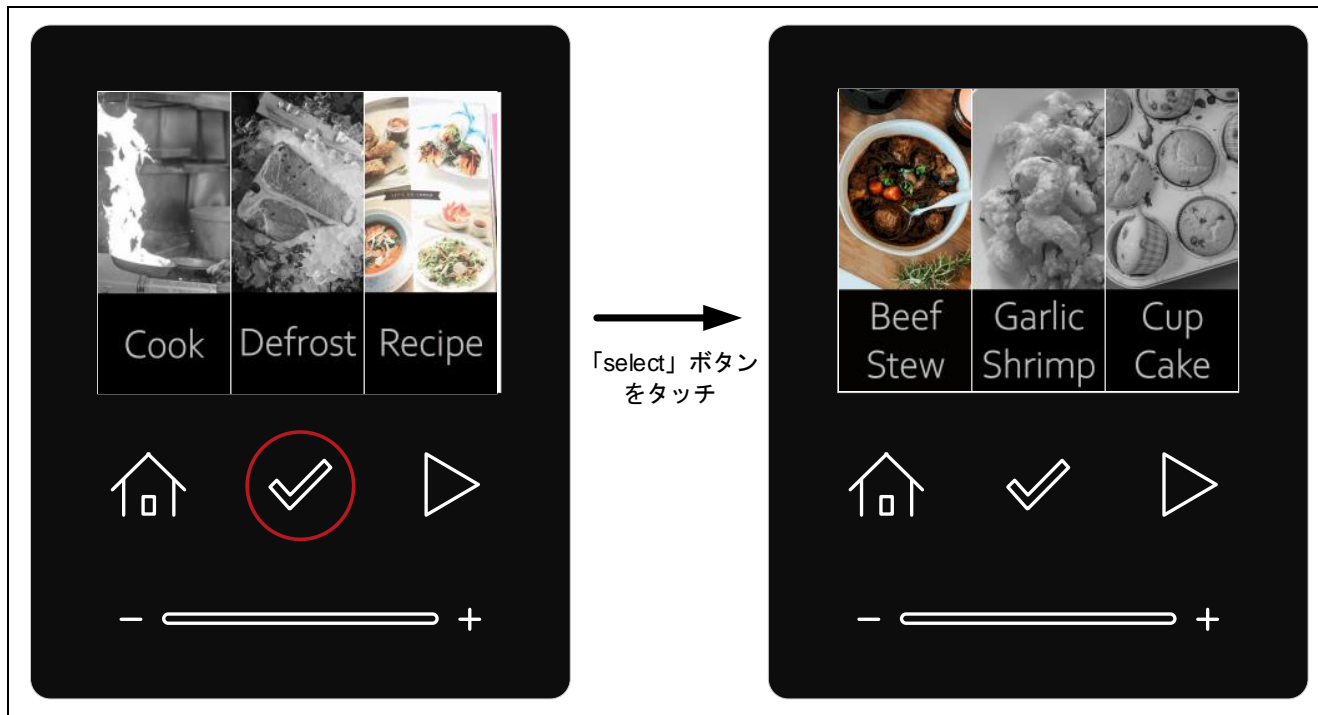 Cook
Defrost
Recipe
「select」ボタン
をタッチ
Beef
Stew
Garlic
Shrimp
Cup
Cake
− +
− +